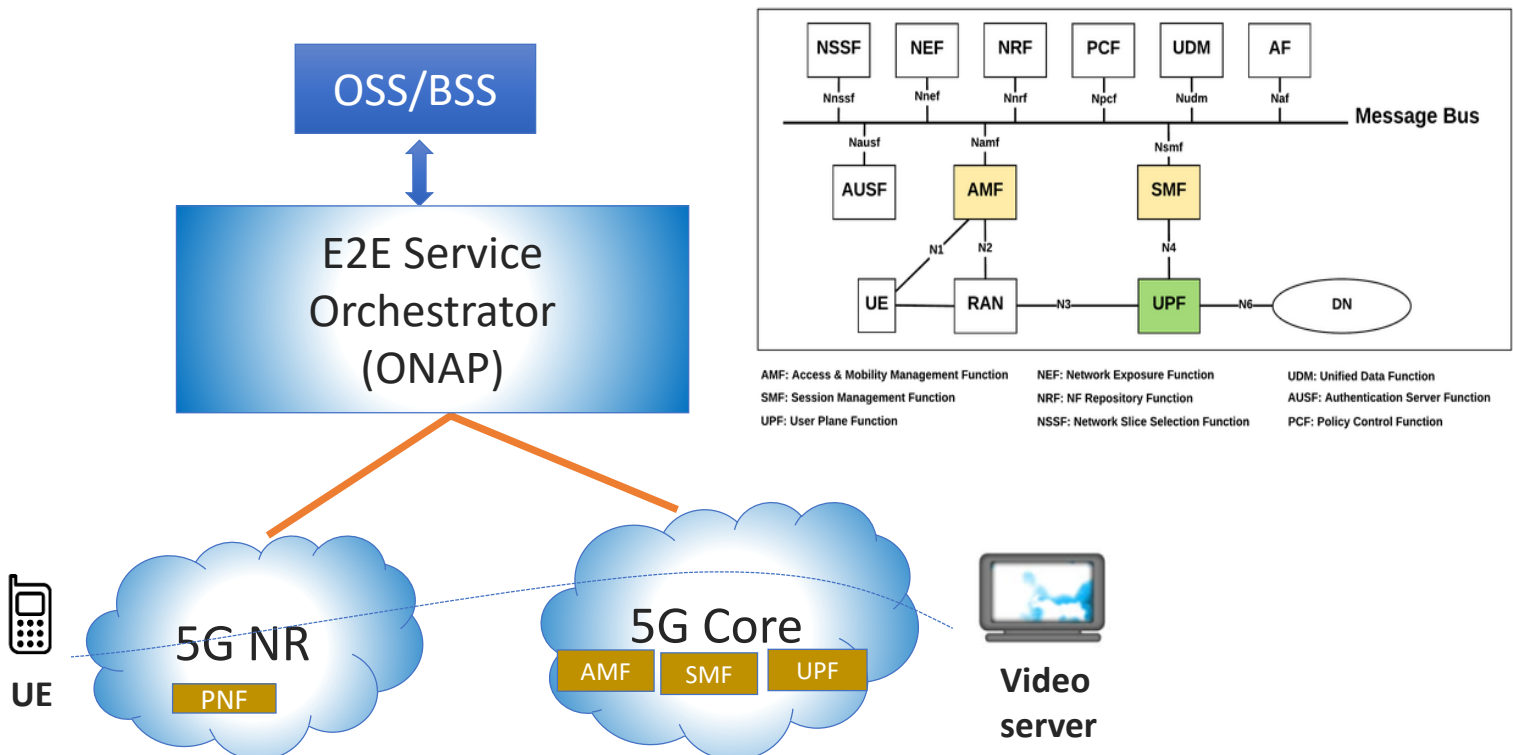 OSS/BSS
E2E Service
Orchestrator
(ONAP)
NSSF NEF NRF PCF UDM AF
Nnssf Nnef Nnrf Npcf Nudm Naf
Message Bus
Nausf Namf Nsmf
AUSF AMF SMF
N1 N2 N4
UE RAN N3 UPF N6 DN
AMF: Access & Mobility Management Function NEF: Network Exposure Function UDM: Unified Data Function
SMF: Session Management Function NRF: NF Repository Function AUSF: Authentication Server Function
UPF: User Plane Function NSSF: Network Slice Selection Function PCF: Policy Control Function
UE
5G NR
PNF
5G Core
AMF SMF UPF
Video
server